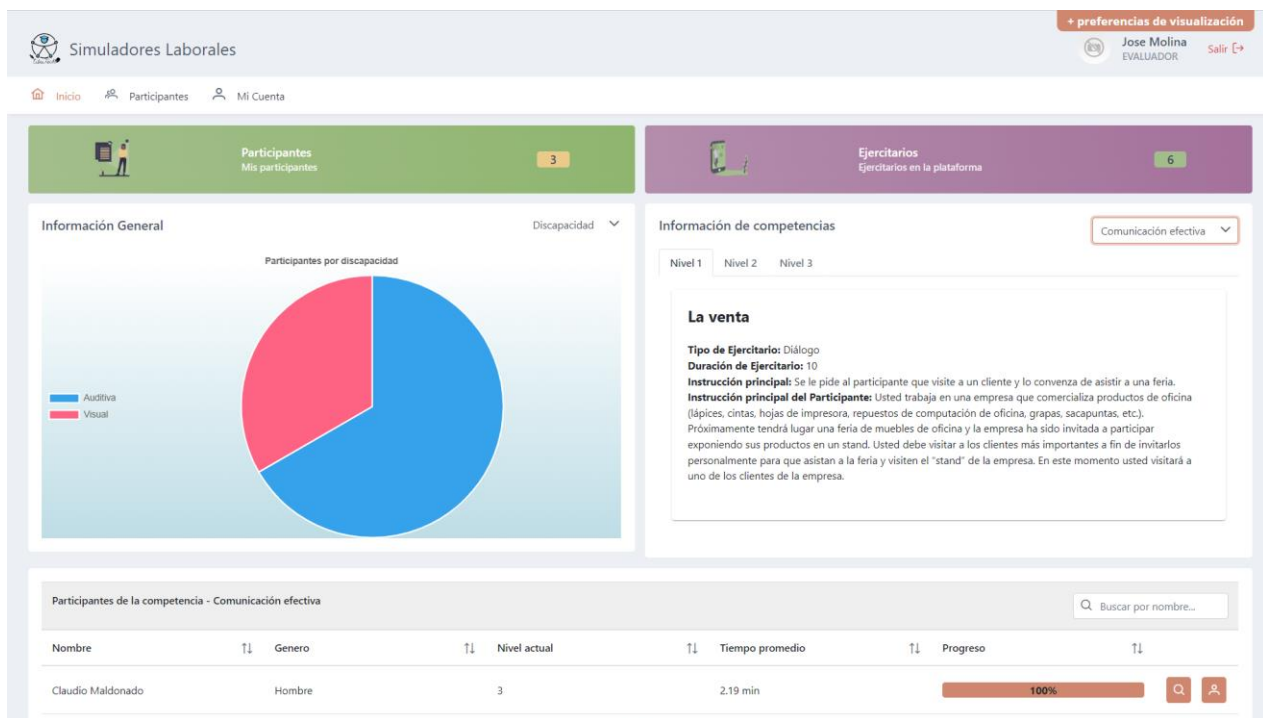 + preferencias de visualización
Simuladores Laborales
Jose Molina
EVALUADOR
Salir
Inicio
Participantes
Mi Cuenta
Participantes
Mis participantes
3
Ejercitarios
Ejercitarios en la plataforma
6
Información General
Discapacidad
Participantes por discapacidad
Auditiva
Visual
Información de competencias
Comunicación efectiva
Nivel 1
Nivel 2
Nivel 3
La venta
Tipo de Ejercitario: Diálogo
Duración de Ejercitario: 10
Instrucción principal: Se le pide al participante que visite a un cliente y lo convenza de asistir a una feria.
Instrucción principal del Participante: Usted trabaja en una empresa que comercializa productos de oficina
(lápices, cintas, hojas de impresora, repuestos de computación de oficina, grapas, sacapuntas, etc.).
Próximamente tendrá lugar una feria de muebles de oficina y la empresa ha sido invitada a participar
exponiendo sus productos en un stand. Usted debe visitar a los clientes más importantes a fin de invitarlos
personalmente para que asistan a la feria y visiten el "stand" de la empresa. En este momento usted visitará a
uno de los clientes de la empresa.
Participantes de la competencia - Comunicación efectiva
Buscar por nombre...
Nombre
Genero
Nivel actual
Tiempo promedio
Progreso
Claudio Maldonado
Hombre
3
2.19 min
100%